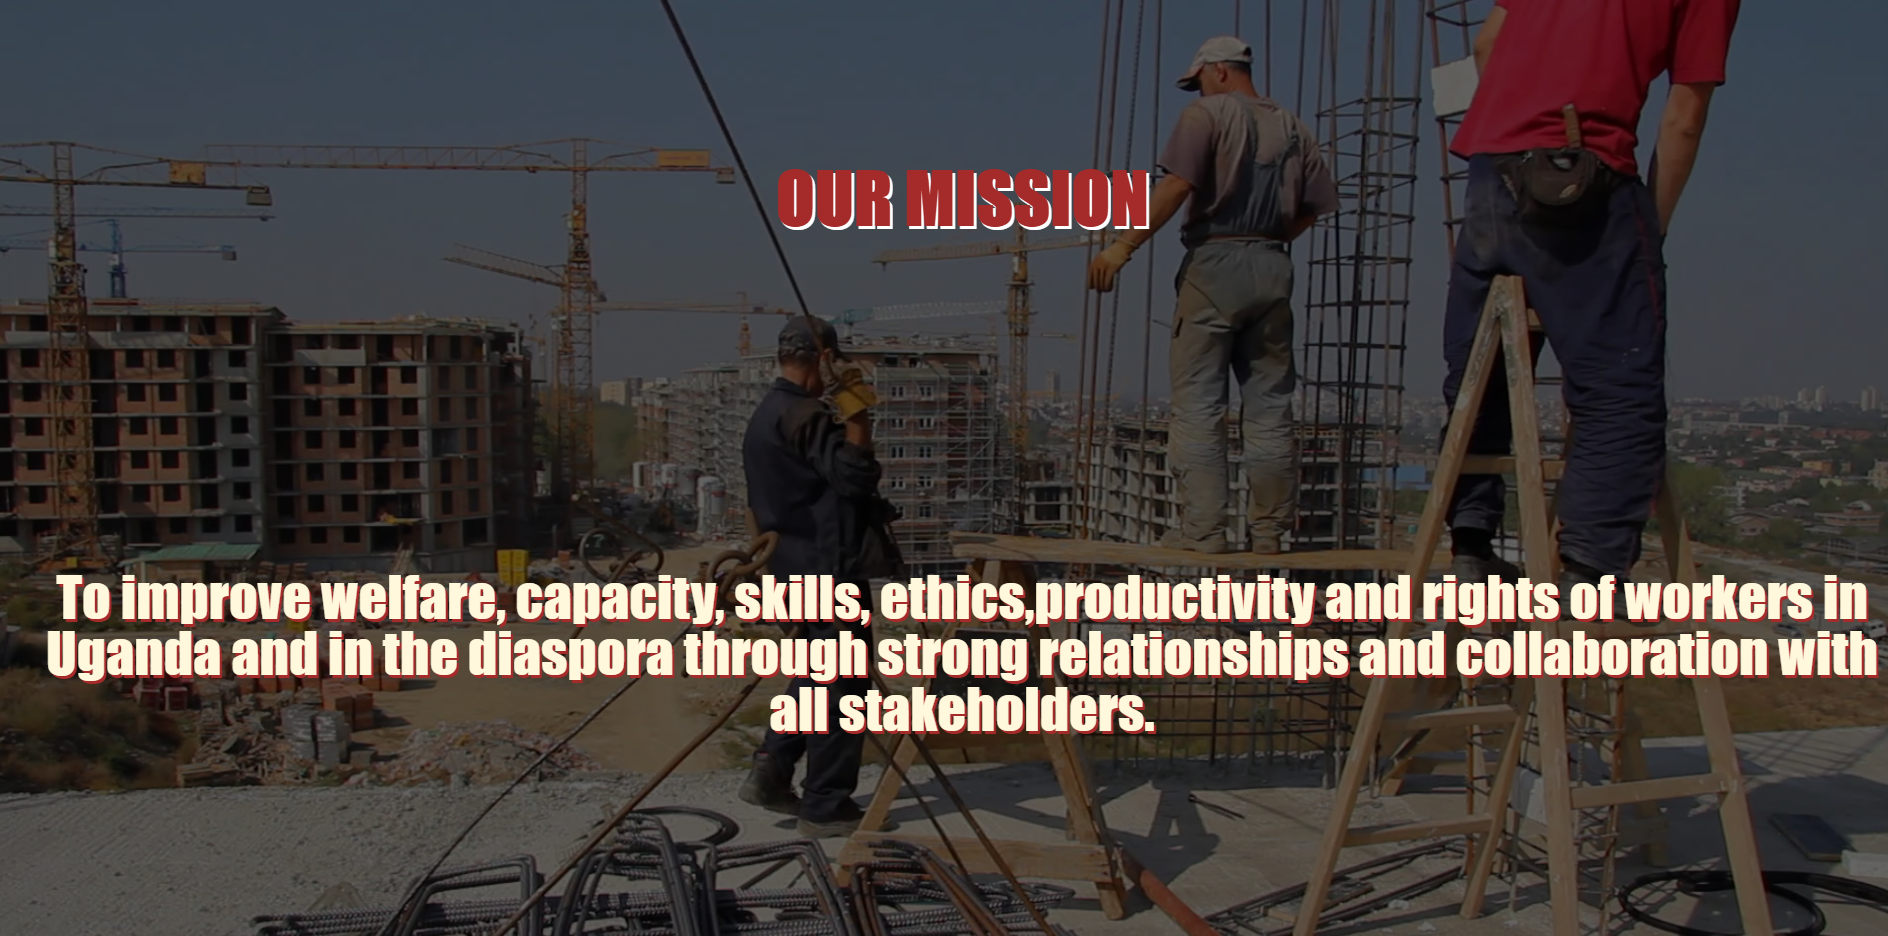 OUR MISSION
To improve welfare, capacity, skills, ethics,productivity and rights of workers in
Uganda and in the diaspora through strong relationships and collaboration with
all stakeholders.